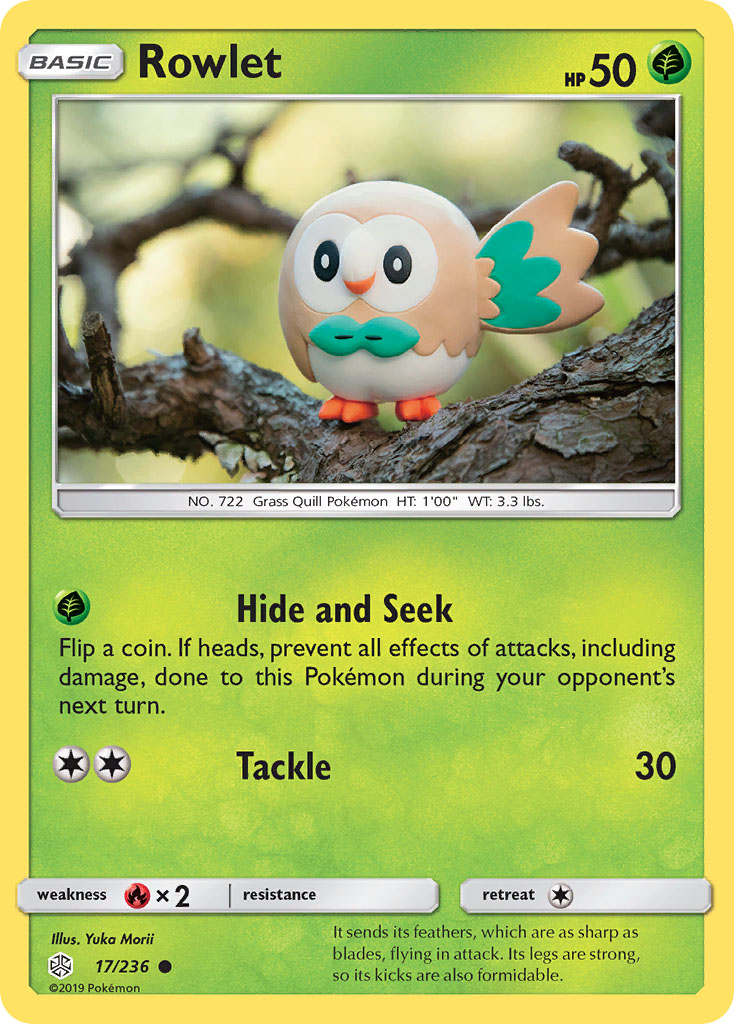 BASIC Rowlet HP 50
NO. 722 Grass Quill Pokémon HT: 1'00" WT: 3.3 lbs.
Hide and Seek
Flip a coin. If heads, prevent all effects of attacks, including
damage, done to this Pokémon during your opponent's
next turn.
Tackle 30
weakness × 2 resistance retreat
Illus. Yuka Morii
17/236
©2019 Pokémon
It sends its feathers, which are as sharp as
blades, flying in attack. Its legs are strong,
so its kicks are also formidable.